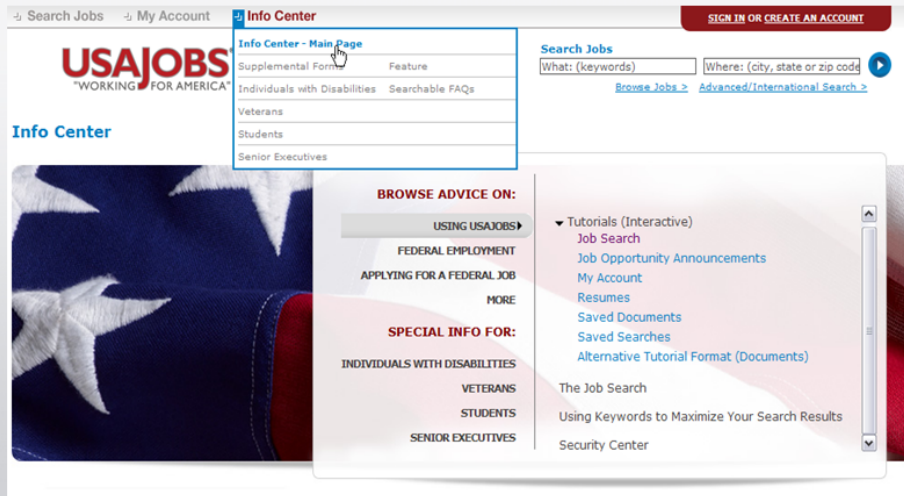 Search Jobs My Account Info Center
SIGN IN OR CREATE AN ACCOUNT
USAJOBS
"WORKING FOR AMERICA"
Info Center - Main Page
Supplemental Forms Feature
Individuals with Disabilities Searchable FAQs
Veterans
Students
Senior Executives
Search Jobs
What: (keywords) Where: (city, state or zip code
Browse Jobs > Advanced/International Search >
Info Center
BROWSE ADVICE ON:
USING USAJOBS
FEDERAL EMPLOYMENT
APPLYING FOR A FEDERAL JOB
MORE
SPECIAL INFO FOR:
INDIVIDUALS WITH DISABILITIES
VETERANS
STUDENTS
SENIOR EXECUTIVES
Tutorials (Interactive)
Job Search
Job Opportunity Announcements
My Account
Resumes
Saved Documents
Saved Searches
Alternative Tutorial Format (Documents)
The Job Search
Using Keywords to Maximize Your Search Results
Security Center